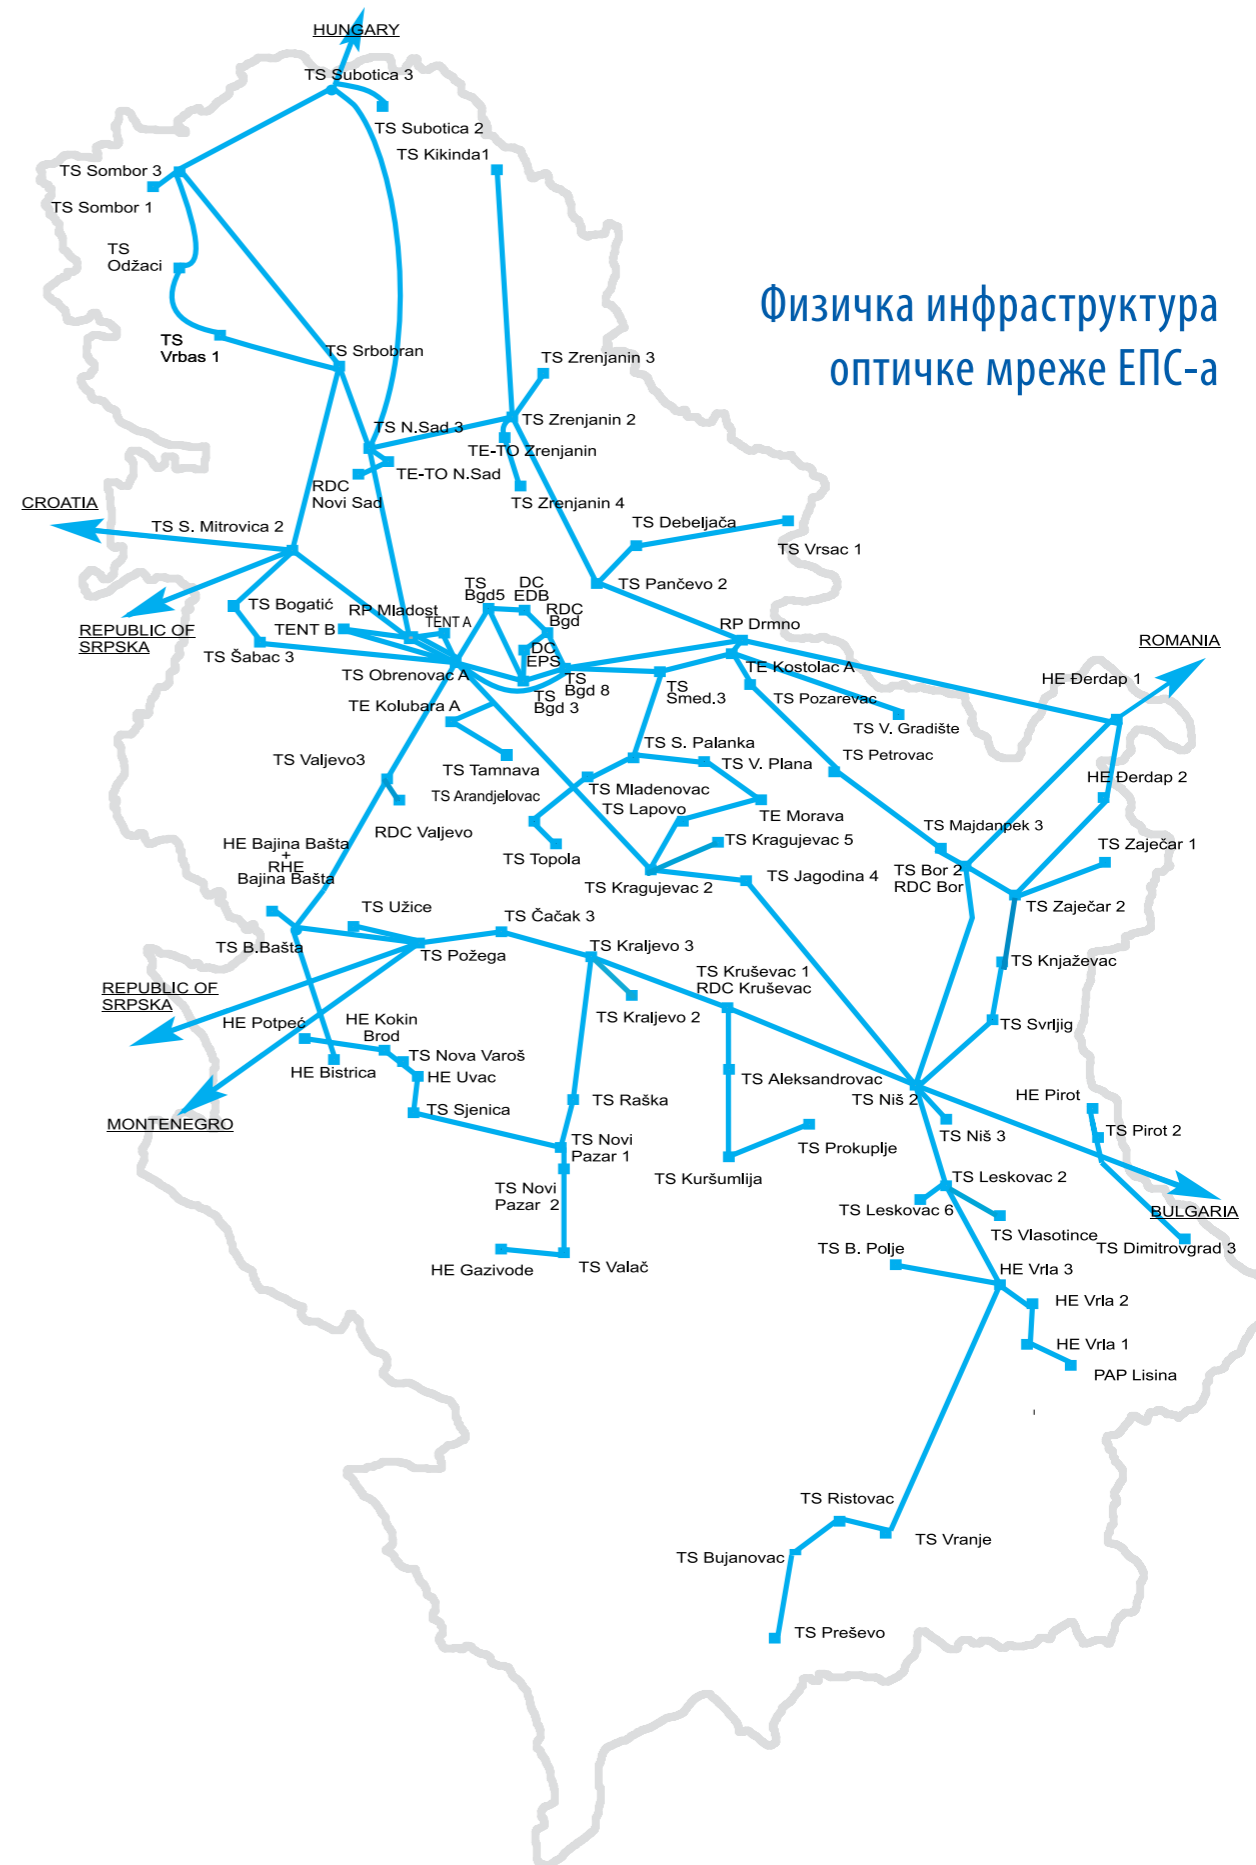 HUNGARY
TS Subotica 3
TS Subotica 2
TS Kikinda1
TS Sombor 3
TS Sombor 1
TS
Odžaci
TS
Vrbas 1
TS Srbobran
Физичка инфраструктура
оптичке мреже ЕПС-а
TS Zrenjanin 3
TS Zrenjanin 2
TS N.Sad 3
TE-TO Zrenjanin
TE-TO N.Sad
RDC
Novi Sad
TS Zrenjanin 4
CROATIA
TS S. Mitrovica 2
TS Debeljača
TS Vrsac 1
TS Pančevo 2
TS
Bgd5
DC
EDB
RDC
Bgd
TS Bogatić
RP Mladost
TENT A
TENT B
REPUBLIC OF
SRPSKA
TS Šabac 3
DC
EPS
RP Drmno
ROMANIA
TS Obrenovac A
TS
Bgd 8
TS
Bgd 3
TS
Smed.3
TE Kostolac A
HE Đerdap 1
TE Kolubara A
TS Pozarevac
TS V. Gradište
TS Valjevo3
TS Tamnava
TS S. Palanka
TS V. Plana
TS Petrovac
HE Đerdap 2
TS Arandjelovac
TS Mladenovac
TS Lapovo
TE Morava
RDC Valjevo
TS Majdanpek 3
HE Bajina Bašta
+
RHE
Bajina Bašta
TS Topola
TS Kragujevac 5
TS Zaječar 1
TS Kragujevac 2
TS Jagodina 4
TS Bor 2
RDC Bor
TS Zaječar 2
TS Užice
TS Čačak 3
TS B.Bašta
TS Požega
TS Kraljevo 3
TS Kruševac 1
RDC Kruševac
TS Knjaževac
REPUBLIC OF
SRPSKA
HE Potpeć
HE Kokin
Brod
TS Kraljevo 2
TS Svrljig
TS Nova Varoš
HE Bistrica
HE Uvac
TS Aleksandrovac
TS Niš 2
HE Pirot
MONTENEGRO
TS Sjenica
TS Raška
TS Niš 3
TS Pirot 2
TS Novi
Pazar 1
TS Prokuplje
TS Kuršumlija
TS Leskovac 2
TS Novi
Pazar 2
TS Leskovac 6
TS Vlasotince
BULGARIA
TS Dimitrovgrad 3
TS B. Polje
HE Gazivode
TS Valač
HE Vrla 3
HE Vrla 2
HE Vrla 1
PAP Lisina
TS Ristovac
TS Vranje
TS Bujanovac
TS Preševo